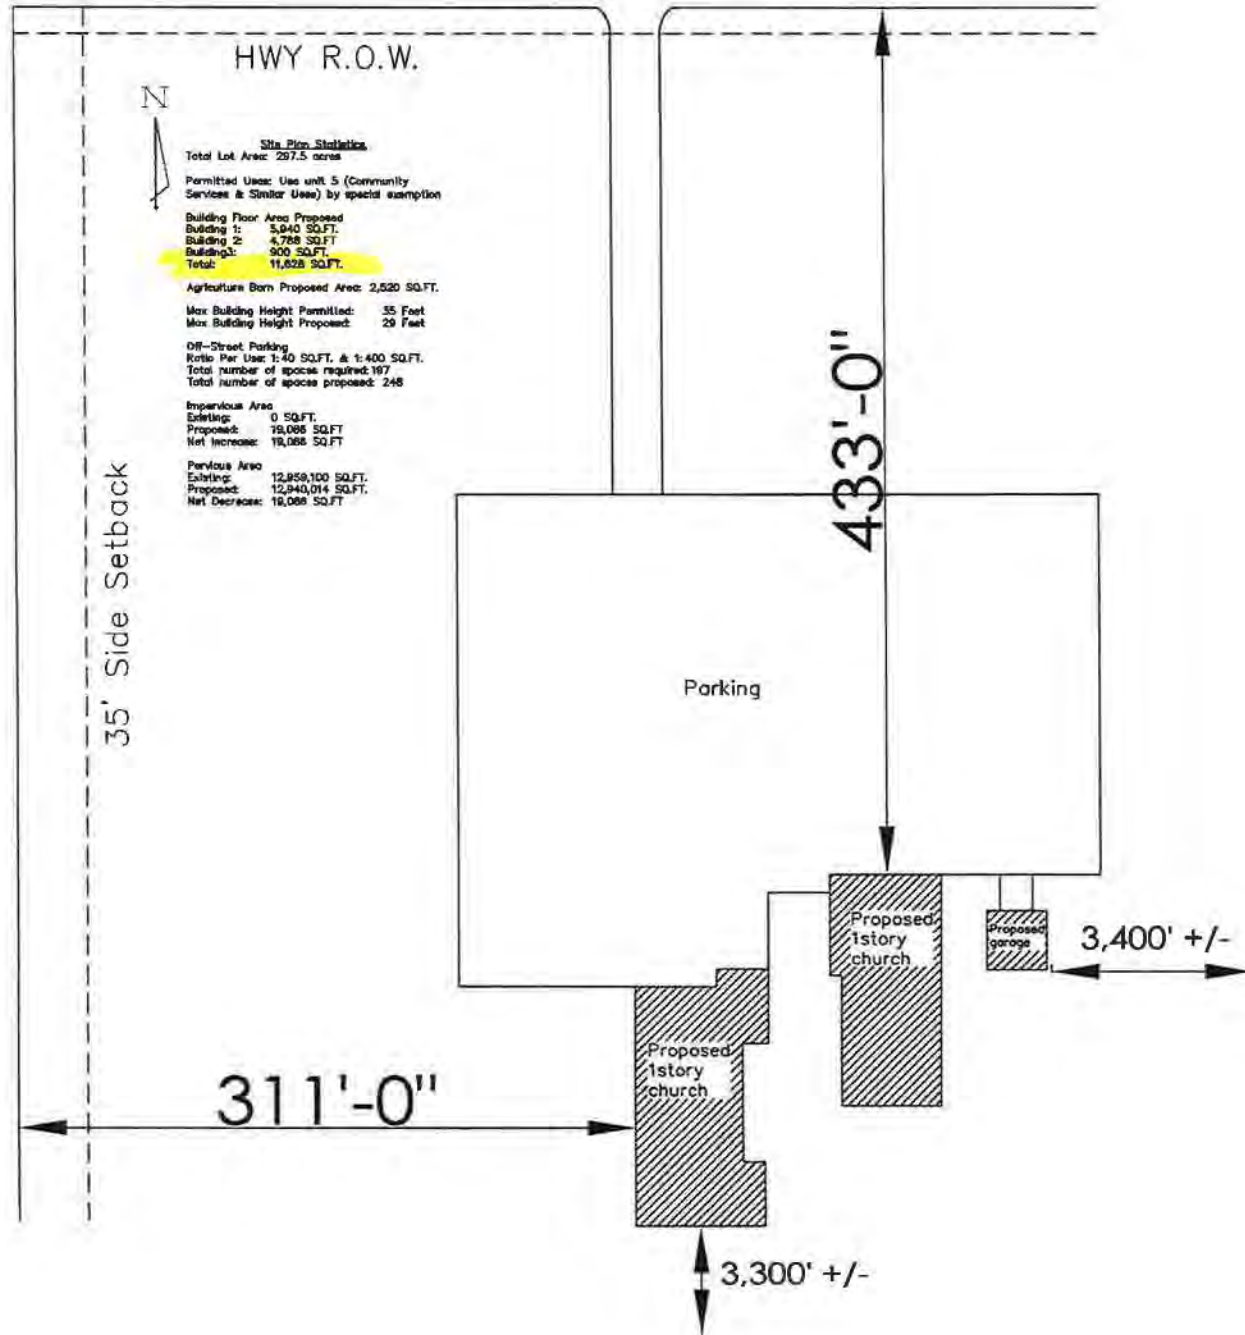 HWY R.O.W.
N
Site Plan Statistics
Total Lot Area: 297.5 acres
Permitted Uses: Use unit 5 (Community
Services & Similar Uses) by special exemption
Building Floor Area Proposed
Building 1: 5,940 SQ.FT.
Building 2: 4,788 SQ.FT
Building3: 900 SQ.FT.
Total: 11,628 SQ.FT.
Agriculture Barn Proposed Area: 2,520 SQ.FT.
Max Building Height Permitted: 35 Feet
Max Building Height Proposed: 29 Feet
Off-Street Parking
Ratio Per Use: 1:40 SQ.FT. & 1:400 SQ.FT.
Total number of spaces required: 197
Total number of spaces proposed: 248
Impervious Area
Existing: 0 SQ.FT.
Proposed: 19,086 SQ.FT
Net Increase: 19,086 SQ.FT
Pervious Area
Existing: 12,959,100 SQ.FT.
Proposed: 12,940,014 SQ.FT.
Net Decrease: 19,086 SQ.FT
35' Side Setback
433'-0"
Parking
Proposed
1story
church
Proposed
garage
3,400' +/-
Proposed
1story
church
311'-0"
3,300' +/-